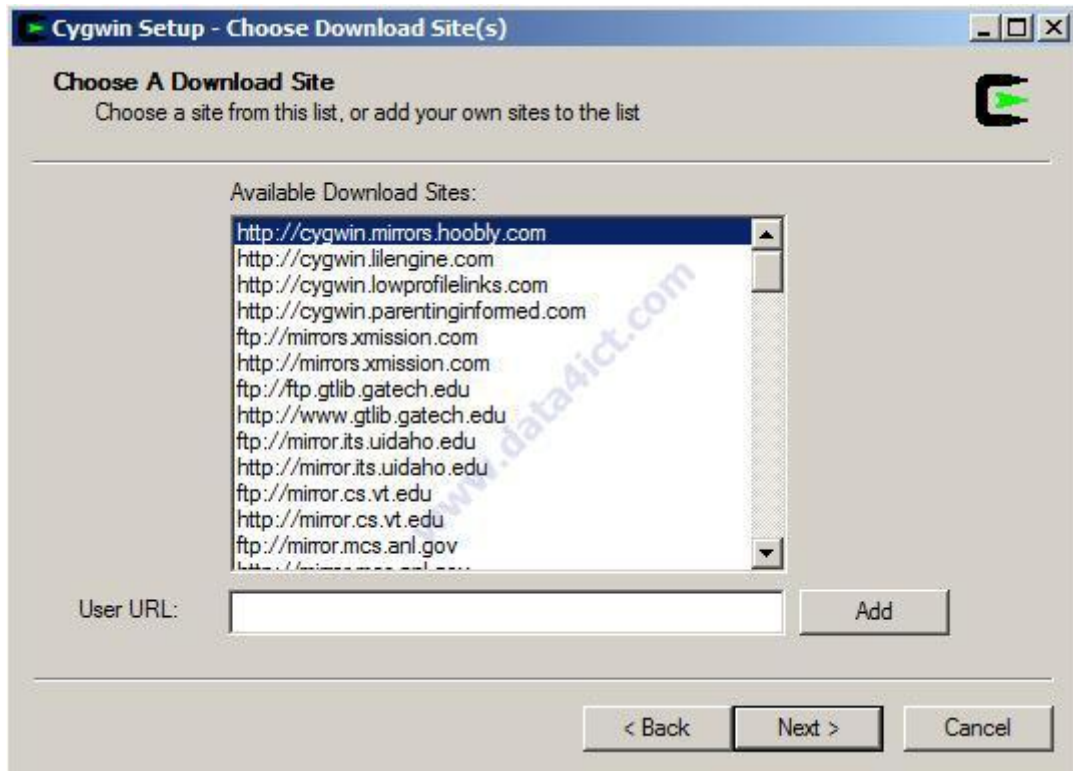 Cygwin Setup - Choose Download Site(s)
Choose A Download Site
Choose a site from this list, or add your own sites to the list
Available Download Sites:
http://cygwin.mirrors.hoobly.com
http://cygwin.lilengine.com
http://cygwin.lowprofilelinks.com
http://cygwin.parentinginformed.com
ftp://mirrors.xmission.com
http://mirrors.xmission.com
ftp://ftp.gtlib.gatech.edu
http://www.gtlib.gatech.edu
ftp://mirror.its.uidaho.edu
http://mirror.its.uidaho.edu
ftp://mirror.cs.vt.edu
http://mirror.cs.vt.edu
ftp://mirror.mcs.anl.gov
www.data4ict.com
User URL:
Add
< Back
Next >
Cancel